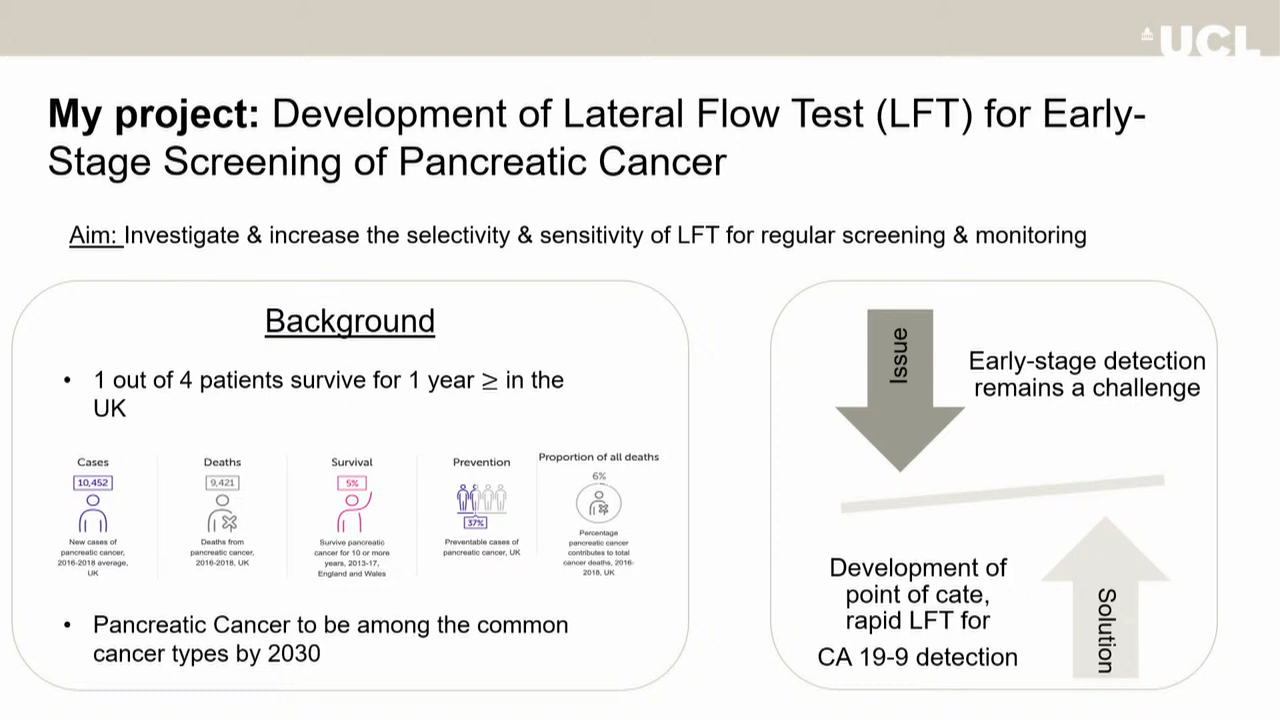 UCL
My project: Development of Lateral Flow Test (LFT) for Early-
Stage Screening of Pancreatic Cancer
Aim: Investigate & increase the selectivity & sensitivity of LFT for regular screening & monitoring
Background
• 1 out of 4 patients survive for 1 year ≥ in the
UK
Cases
10,452
New cases of
pancreatic cancer,
2016-2018 average,
UK
Deaths
9,421
Deaths from
pancreatic cancer,
2016-2018, UK
Survival
5%
Survive pancreatic
cancer for 10 or more
years, 2013-17,
England and Wales
Prevention
37%
Preventable cases of
pancreatic cancer, UK
Proportion of all deaths
6%
Percentage
pancreatic cancer
contributes to total
cancer deaths, 2016-
2018, UK
• Pancreatic Cancer to be among the common
cancer types by 2030
Issue
Early-stage detection
remains a challenge
Development of
point of cate,
rapid LFT for
CA 19-9 detection
Solution